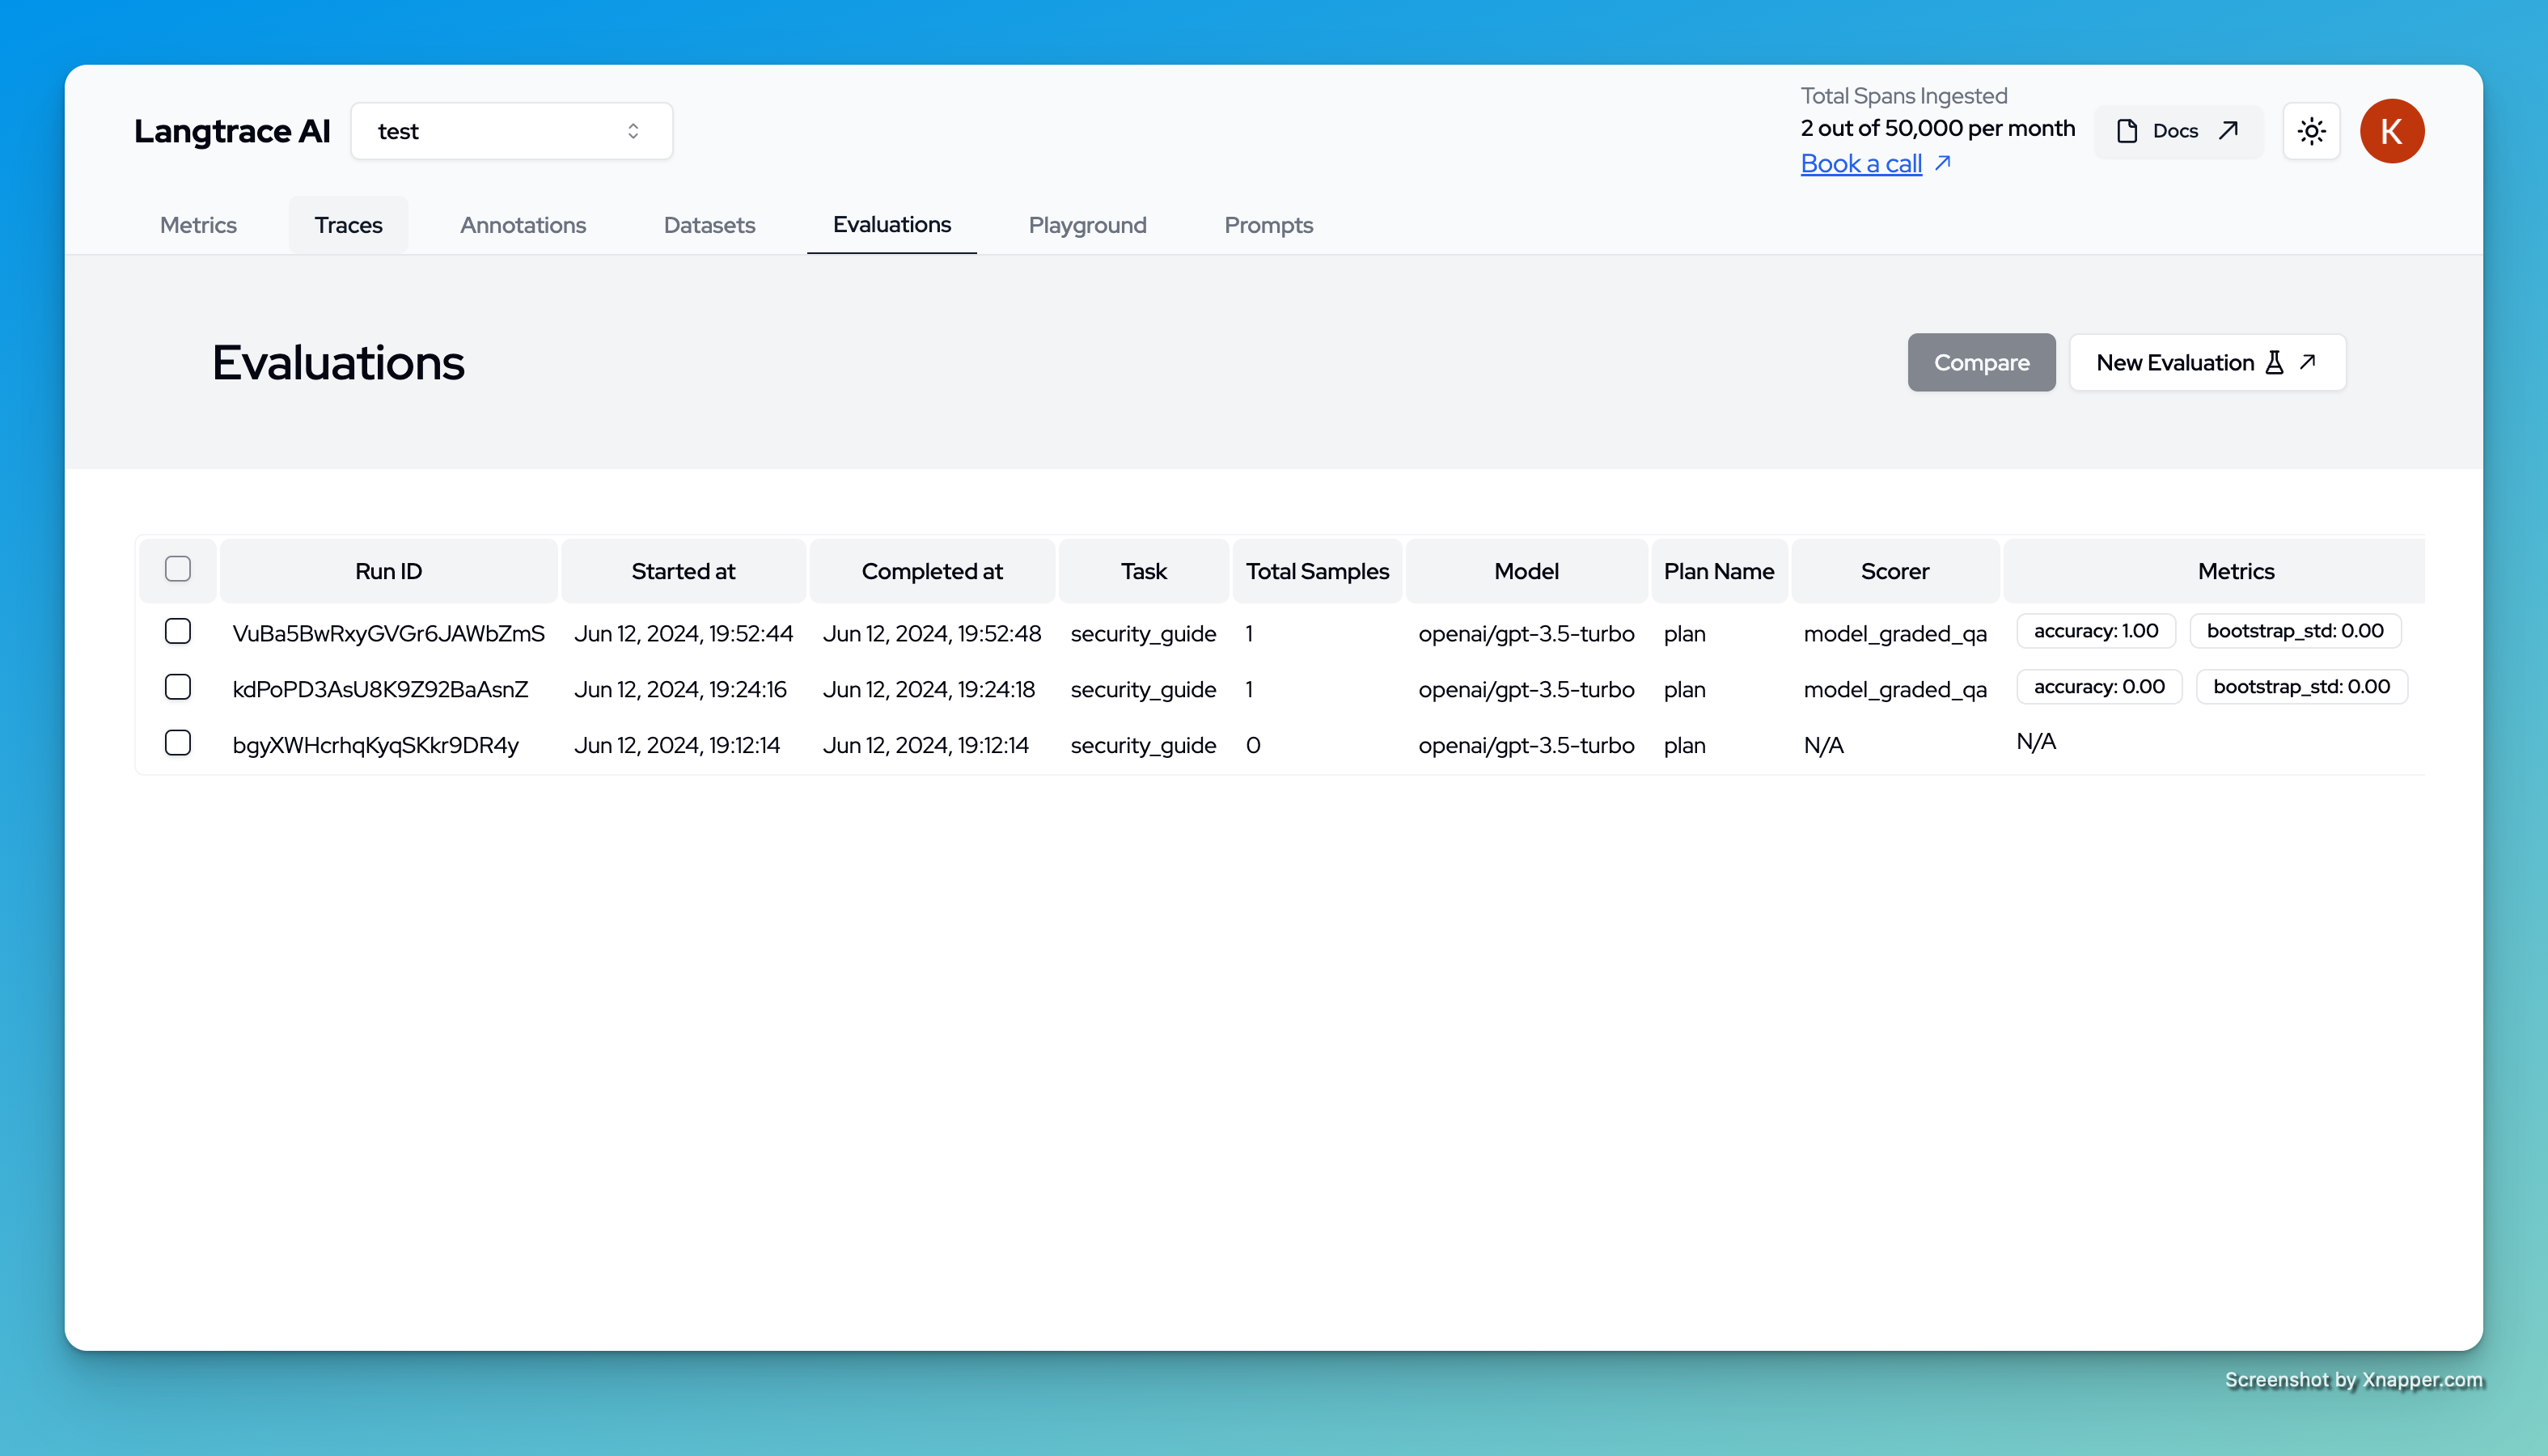 Langtrace AI
test
Total Spans Ingested
2 out of 50,000 per month
Book a call
Docs
K
Metrics Traces Annotations Datasets Evaluations Playground Prompts
Evaluations
Compare
New Evaluation
Run ID Started at Completed at Task Total Samples Model Plan Name Scorer Metrics
VuBa5BwRxyGVGr6JAWbZmS Jun 12, 2024, 19:52:44 Jun 12, 2024, 19:52:48 security_guide 1 openai/gpt-3.5-turbo plan model_graded_qa accuracy: 1.00 bootstrap_std: 0.00
kdPoPD3AsU8K9Z92BaAsnZ Jun 12, 2024, 19:24:16 Jun 12, 2024, 19:24:18 security_guide 1 openai/gpt-3.5-turbo plan model_graded_qa accuracy: 0.00 bootstrap_std: 0.00
bgyXWHcrhqKyqSKkr9DR4y Jun 12, 2024, 19:12:14 Jun 12, 2024, 19:12:14 security_guide 0 openai/gpt-3.5-turbo plan N/A N/A
Screenshot by Xnapper.com